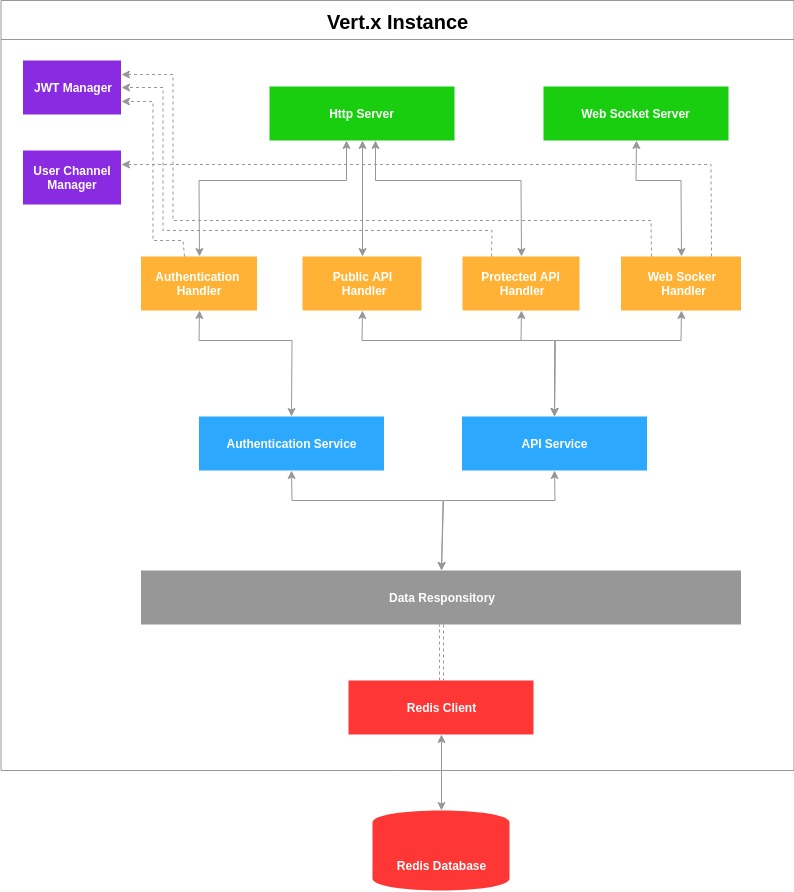 Vert.x Instance
JWT Manager
Http Server
Web Socket Server
User Channel
Manager
Authentication
Handler
Public API
Handler
Protected API
Handler
Web Socker
Handler
Authentication Service
API Service
Data Responsitory
Redis Client
Redis Database